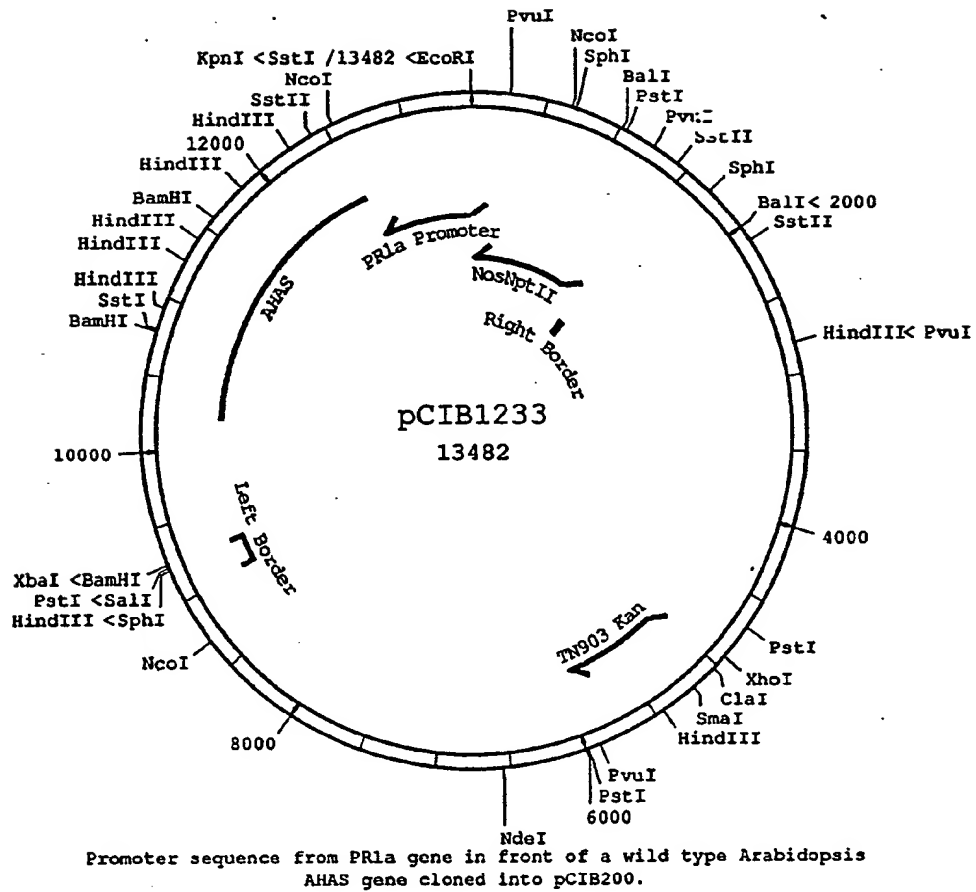 PvuI
KpnI <SstI /13482 <EcoRI
NcoI
SphI
NcoI
BalI
SstII
PstI
HindIII
PvuI
12000
SstII
HindIII
SphI
BamHI
BalI< 2000
HindIII
SstII
HindIII
PR1a Promoter
HindIII
NosNptII
SstI
AHAS
BamHI
Right Border
HindIII< PvuI
pCIB1233
13482
10000
Left Border
4000
XbaI <BamHI
PstI <SalI
HindIII <SphI
TN903 Kan
PstI
NcoI
XhoI
ClaI
SmaI
8000
HindIII
PvuI
PstI
6000
NdeI
Promoter sequence from PR1a gene in front of a wild type Arabidopsis
AHAS gene cloned into pCIB200.